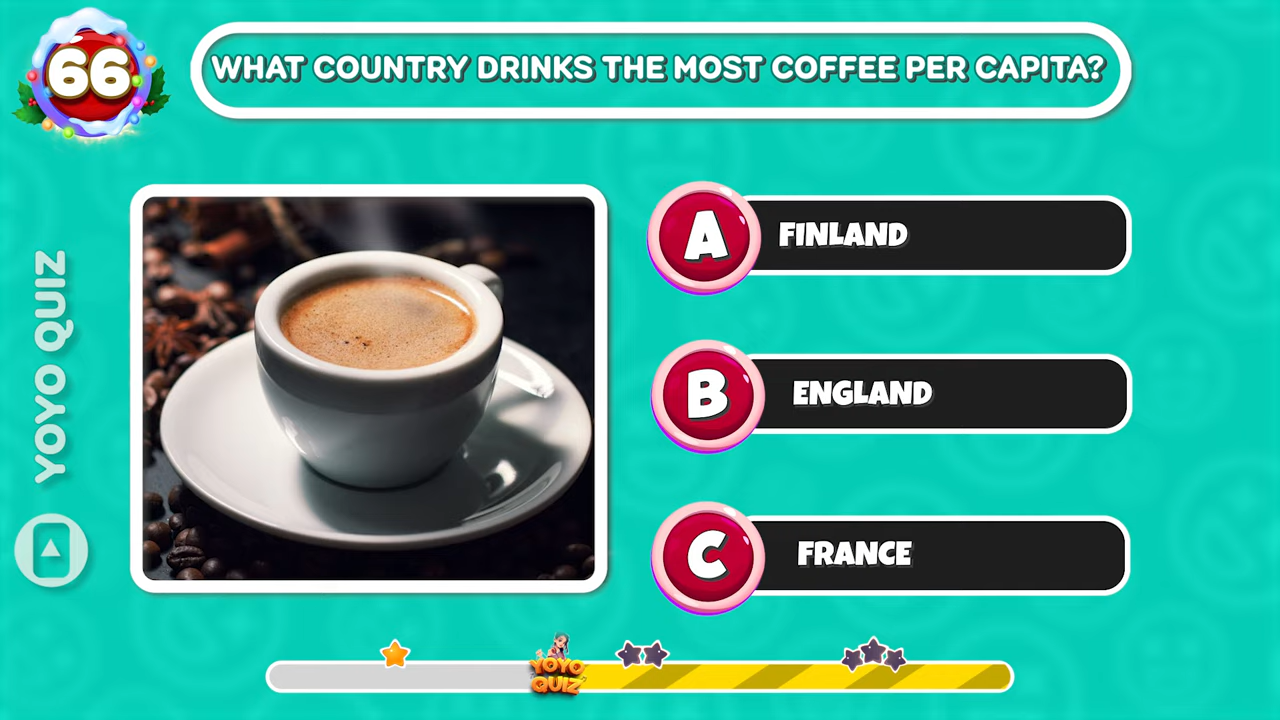 66
WHAT COUNTRY DRINKS THE MOST COFFEE PER CAPITA?
YOYO QUIZ
A
FINLAND
B
ENGLAND
C
FRANCE
YOYO
QUIZ